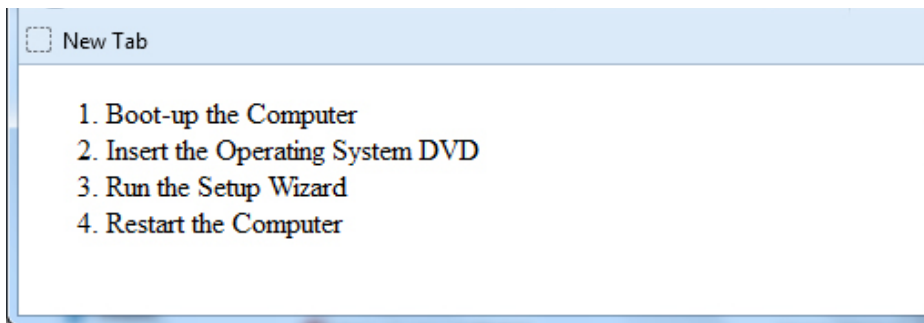 New Tab
1. Boot-up the Computer
2. Insert the Operating System DVD
3. Run the Setup Wizard
4. Restart the Computer